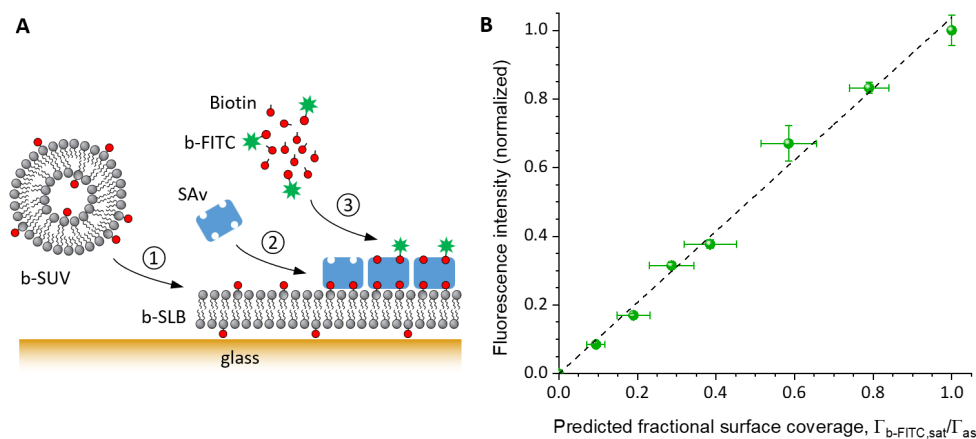 A
Biotin
b-FITC
SAv
b-SUV
1
2
3
b-SLB
glass
B
Fluorescence intensity (normalized)
1.0
0.8
0.6
0.4
0.2
0.0
0.0 0.2 0.4 0.6 0.8 1.0
Predicted fractional surface coverage, Γb-FITC,sat/Γas